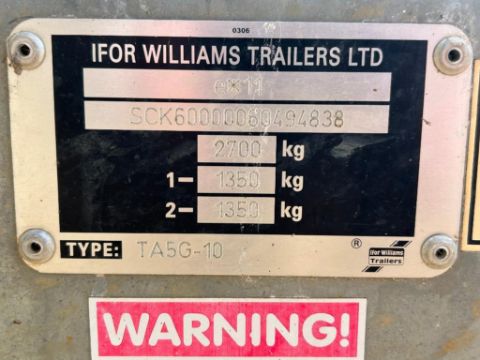 0306
IFOR WILLIAMS TRAILERS LTD
e*11
SCK60000060494838
2700 kg
1- 1350 kg
2- 1350 kg
TYPE: TA5G-10
®
Ifor Williams
Trailers
WARNING!